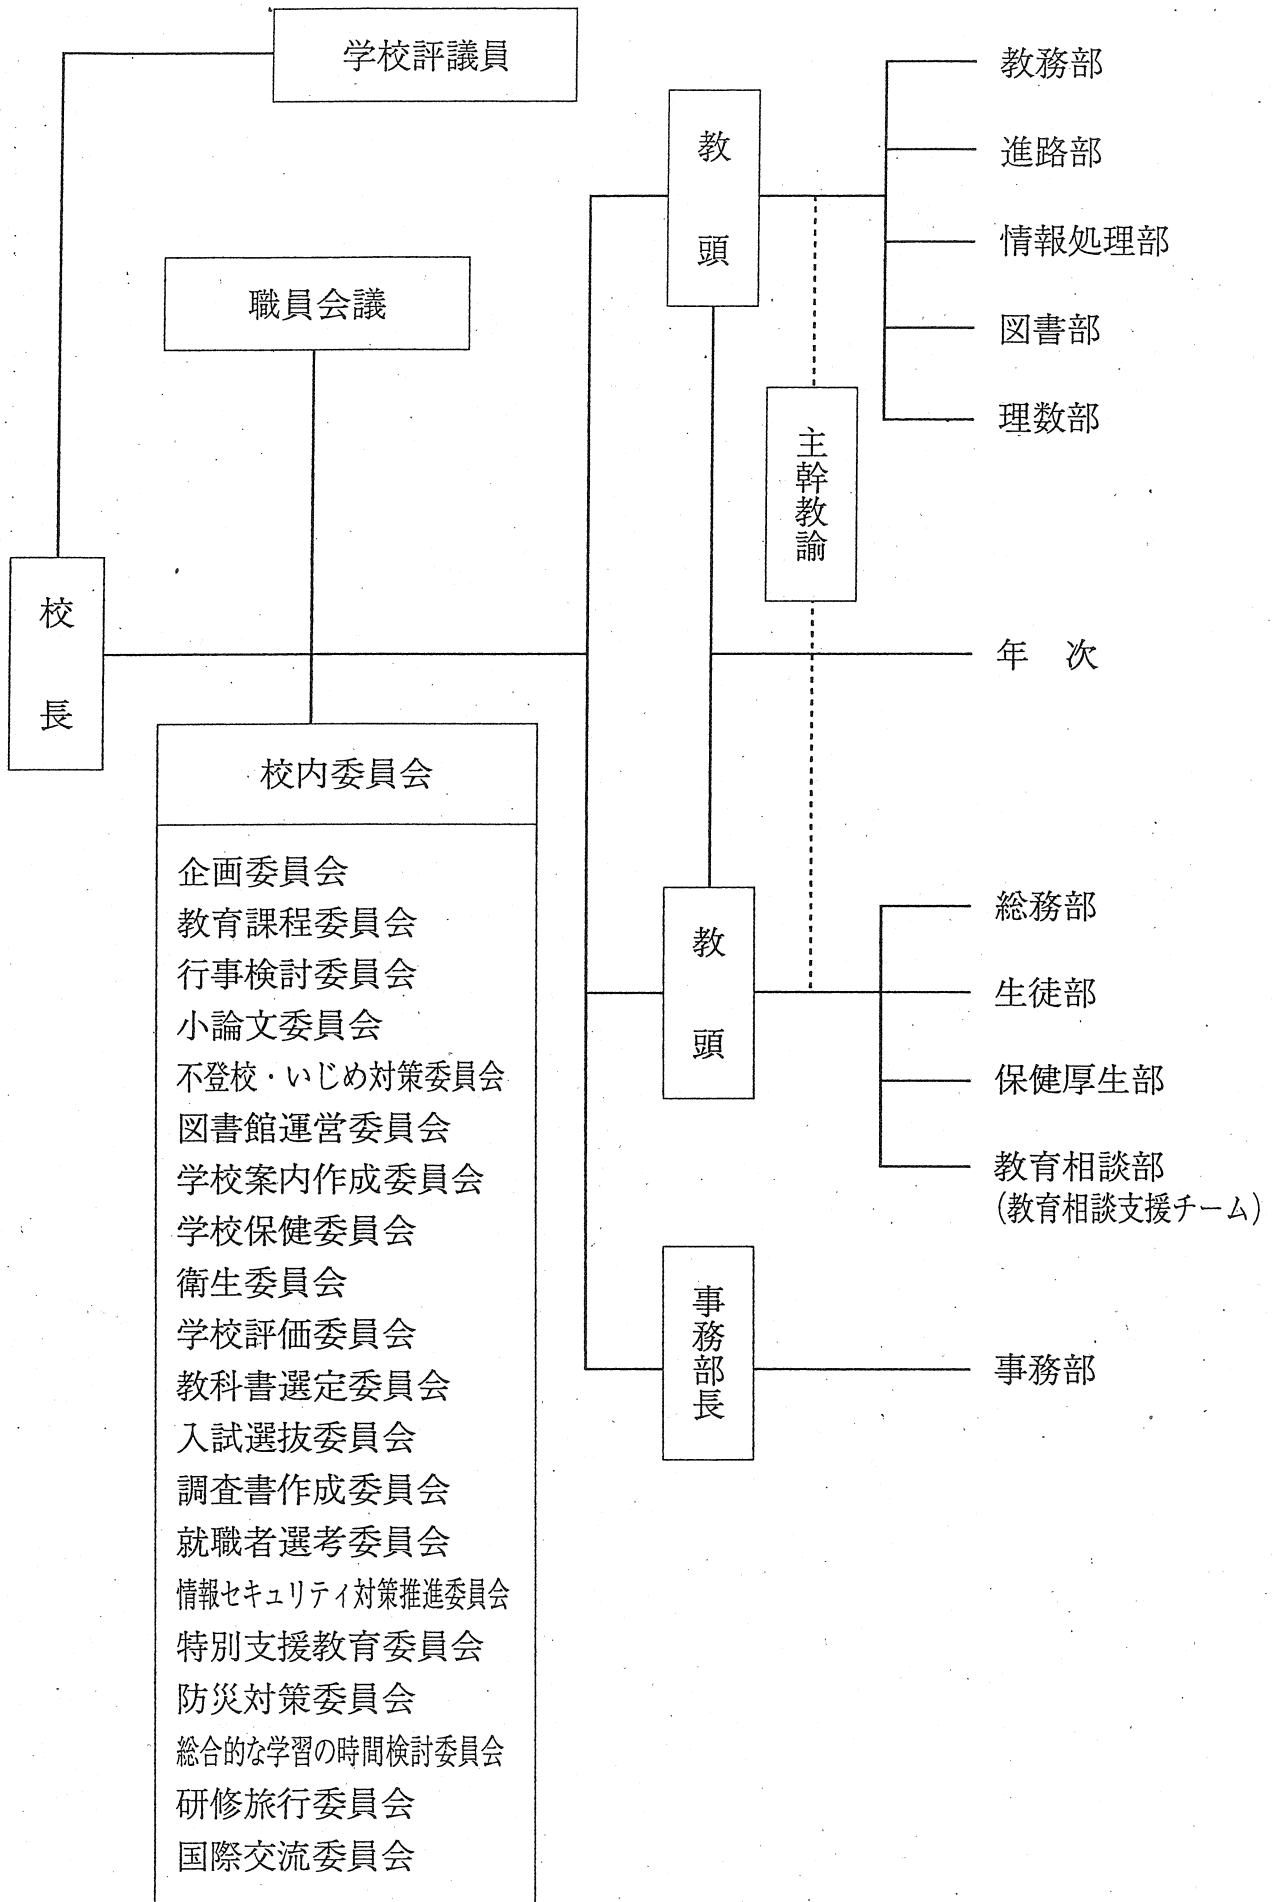 学校評議員
職員会議
校長
校内委員会
企画委員会
教育課程委員会
行事検討委員会
小論文委員会
不登校・いじめ対策委員会
図書館運営委員会
学校案内作成委員会
学校保健委員会
衛生委員会
学校評価委員会
教科書選定委員会
入試選抜委員会
調査書作成委員会
就職者選考委員会
情報セキュリティ対策推進委員会
特別支援教育委員会
防災対策委員会
総合的な学習の時間検討委員会
研修旅行委員会
国際交流委員会
教頭
主幹教諭
教務部
進路部
情報処理部
図書部
理数部
年　次
教頭
総務部
生徒部
保健厚生部
教育相談部
（教育相談支援チーム）
事務部長
事務部